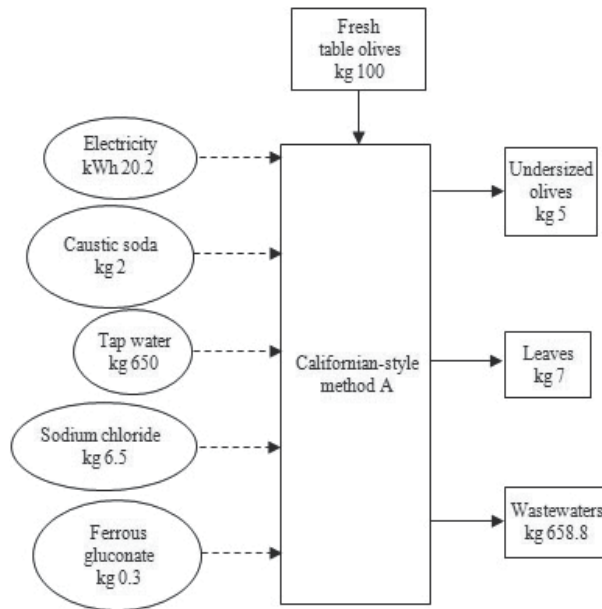 Fresh
table olives
kg 100
Electricity
kWh 20.2
Caustic soda
kg 2
Tap water
kg 650
Sodium chloride
kg 6.5
Ferrous
gluconate
kg 0.3
Californian-style
method A
Undersized
olives
kg 5
Leaves
kg 7
Wastewaters
kg 658.8